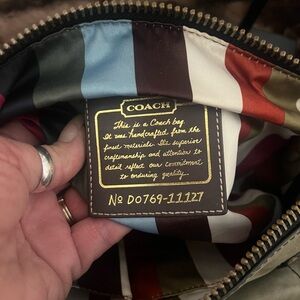 COACH
This is a Coach bag.
It was handcrafted from the
finest materials. The superior
craftsmanship and attention to
detail reflect our commitment
to enduring quality.
No D0769-11127